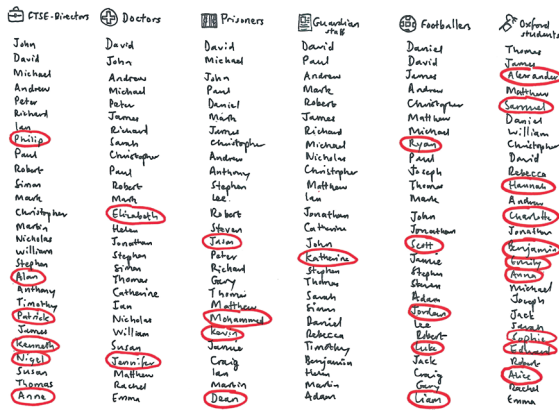 CTSE-Directors
John
David
Michael
Andrew
Peter
Richard
Ian
Philip
Paul
Robert
Simon
Mark
Christopher
Martin
Nicholas
William
Stephen
Alan
Anthony
Timothy
Patrick
James
Kenneth
Nigel
Susan
Thomas
Anne
Doctors
David
John
Andrew
Michael
Peter
James
Richard
Sarah
Christopher
Paul
Robert
Mark
Elizabeth
Helen
Jonathan
Stephen
Simon
Thomas
Catherine
Ian
Nicholas
William
Susan
Jennifer
Matthew
Rachel
Emma
Prisoners
David
Michael
John
Paul
Daniel
Mark
James
Christopher
Andrew
Anthony
Stephen
Lee
Robert
Steven
Jason
Peter
Richard
Gary
Thomas
Matthew
Mohammed
Kevin
Jamie
Craig
Ian
Martin
Dean
Guardian
staff
David
Paul
Andrew
Mark
Robert
James
Richard
Michael
Nicholas
Christopher
Matthew
Ian
Jonathan
Catherine
John
Katherine
Stephen
Thomas
Sarah
Simon
Daniel
Rebecca
Timothy
Benjamin
Helen
Martin
Adam
Footballers
Daniel
David
James
Andrew
Christopher
Matthew
Michael
Ryan
Paul
Joseph
Thomas
Mark
John
Jonathan
Scott
Jamie
Stephen
Steven
Adam
Jordan
Lee
Robert
Luke
Jack
Craig
Gary
Liam
Oxford
students
Thomas
James
Alexander
Matthew
Samuel
Daniel
William
Christopher
David
Rebecca
Hannah
Andrew
Charlotte
Jonathan
Benjamin
Emily
Anna
Michael
Joseph
Jack
Sarah
Sophie
Edward
Robert
Alice
Rachel
Emma